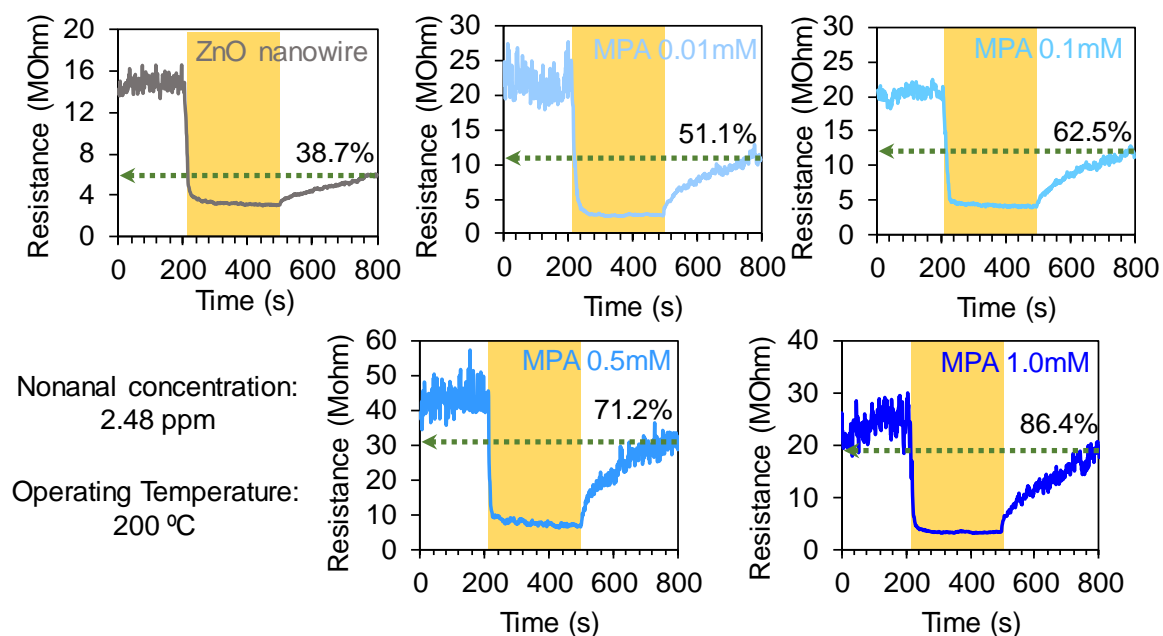 ZnO nanowire
38.7%
Resistance (MOhm)
20
16
12
8
4
0
0 200 400 600 800
Time (s)
MPA 0.01mM
51.1%
Resistance (MOhm)
30
25
20
15
10
5
0
0 200 400 600 800
Time (s)
MPA 0.1mM
62.5%
Resistance (MOhm)
30
25
20
15
10
5
0
0 200 400 600 800
Time (s)
Nonanal concentration:
2.48 ppm
Operating Temperature:
200 ºC
MPA 0.5mM
71.2%
Resistance (Mohm)
60
50
40
30
20
10
0
0 200 400 600 800
Time (s)
MPA 1.0mM
86.4%
Resistance (MOhm)
40
30
20
10
0
0 200 400 600 800
Time (s)